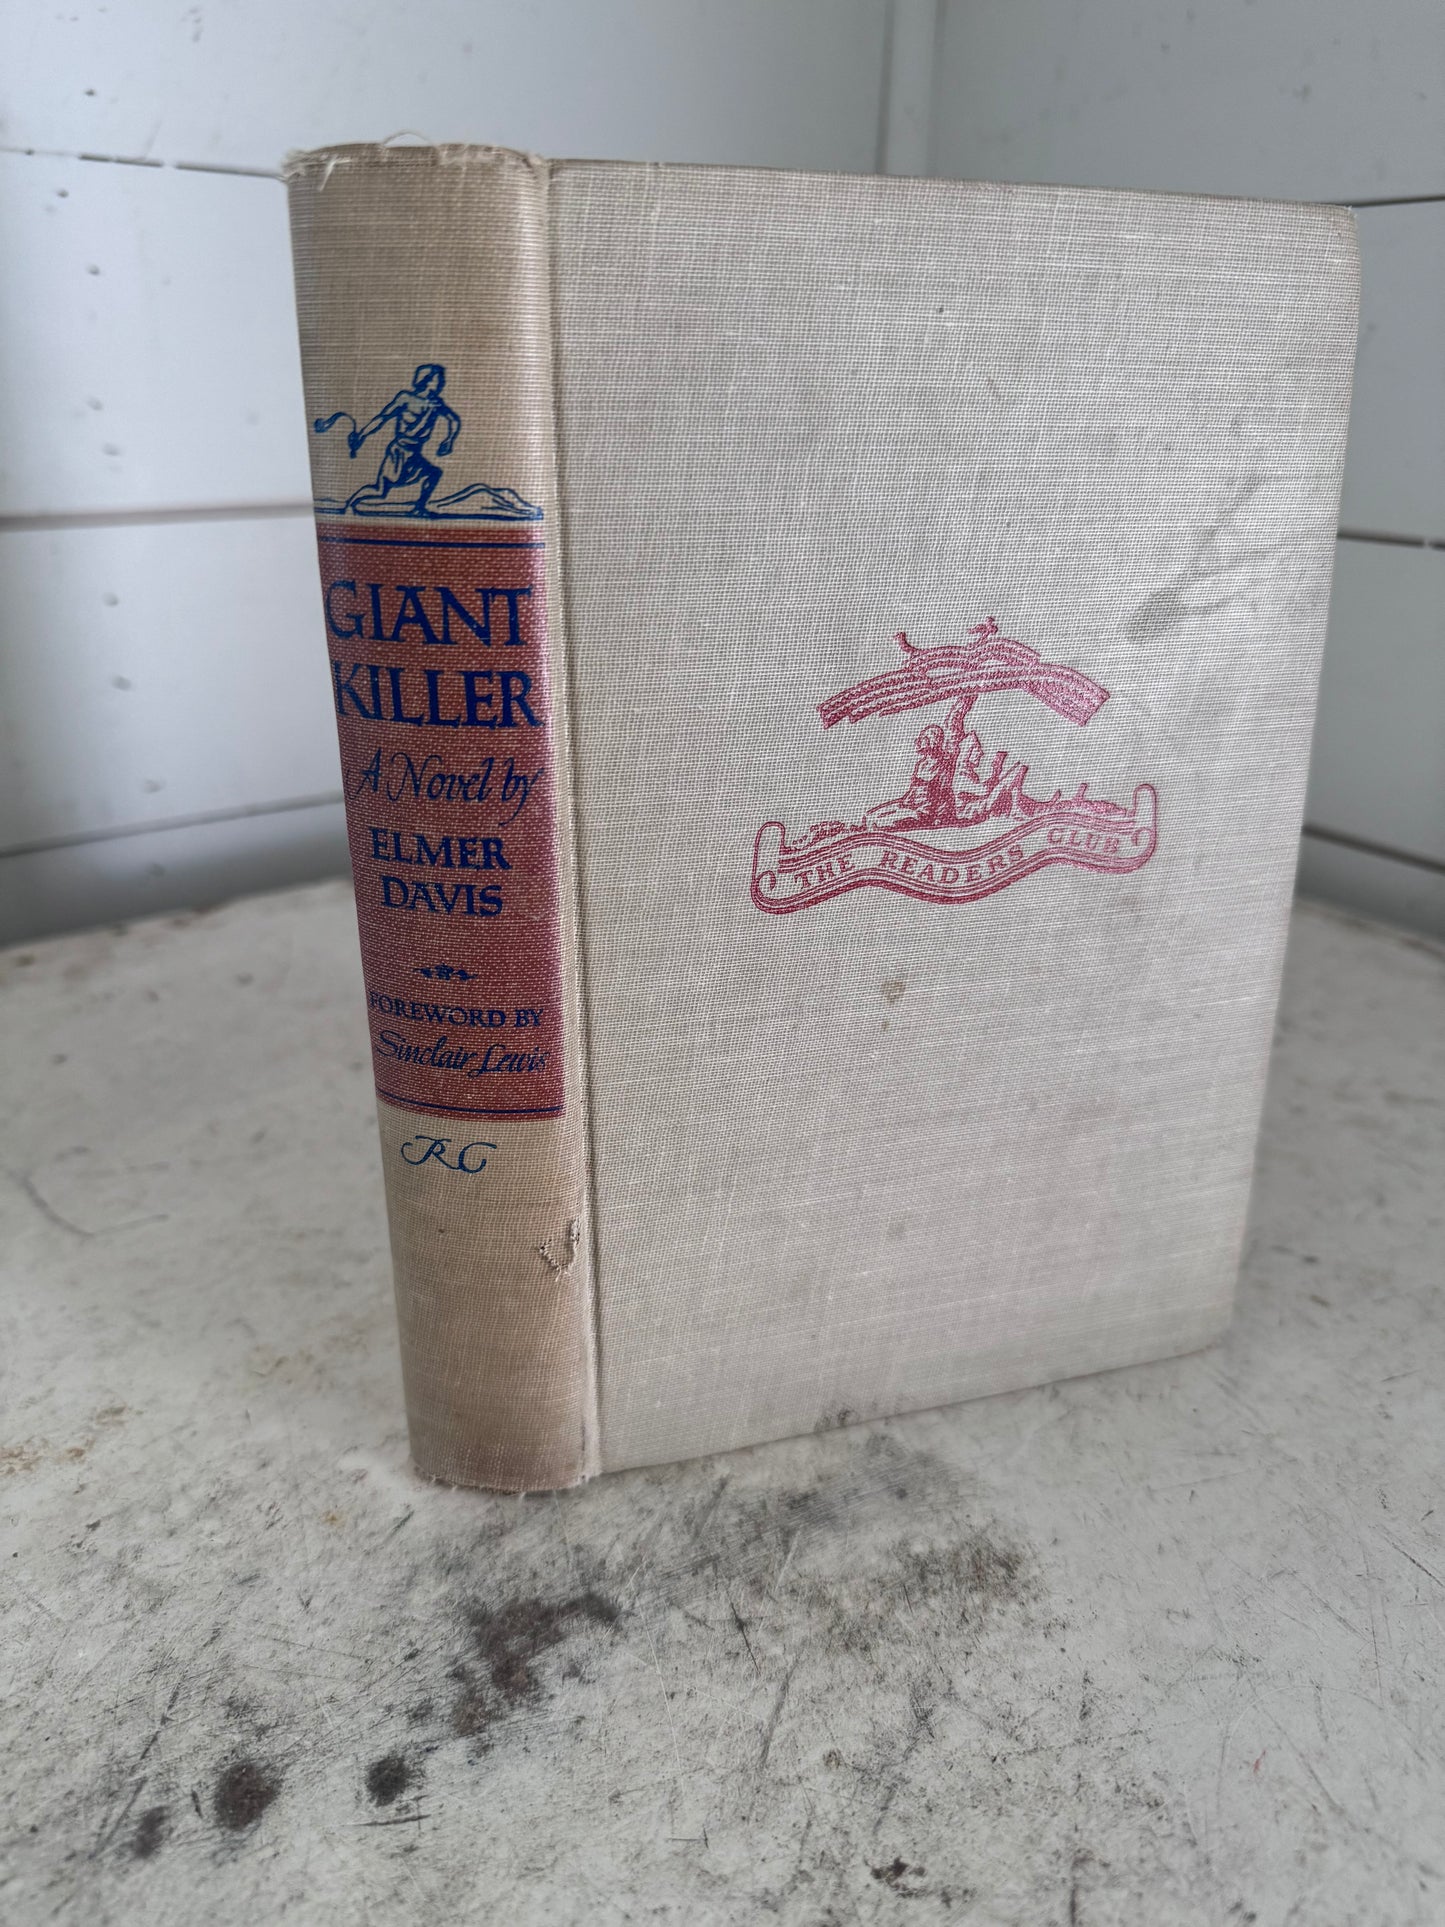 GIANT
KILLER
A Novel by
ELMER
DAVIS
FOREWORD BY
Sinclair Lewis
RC
THE READERS CLUB